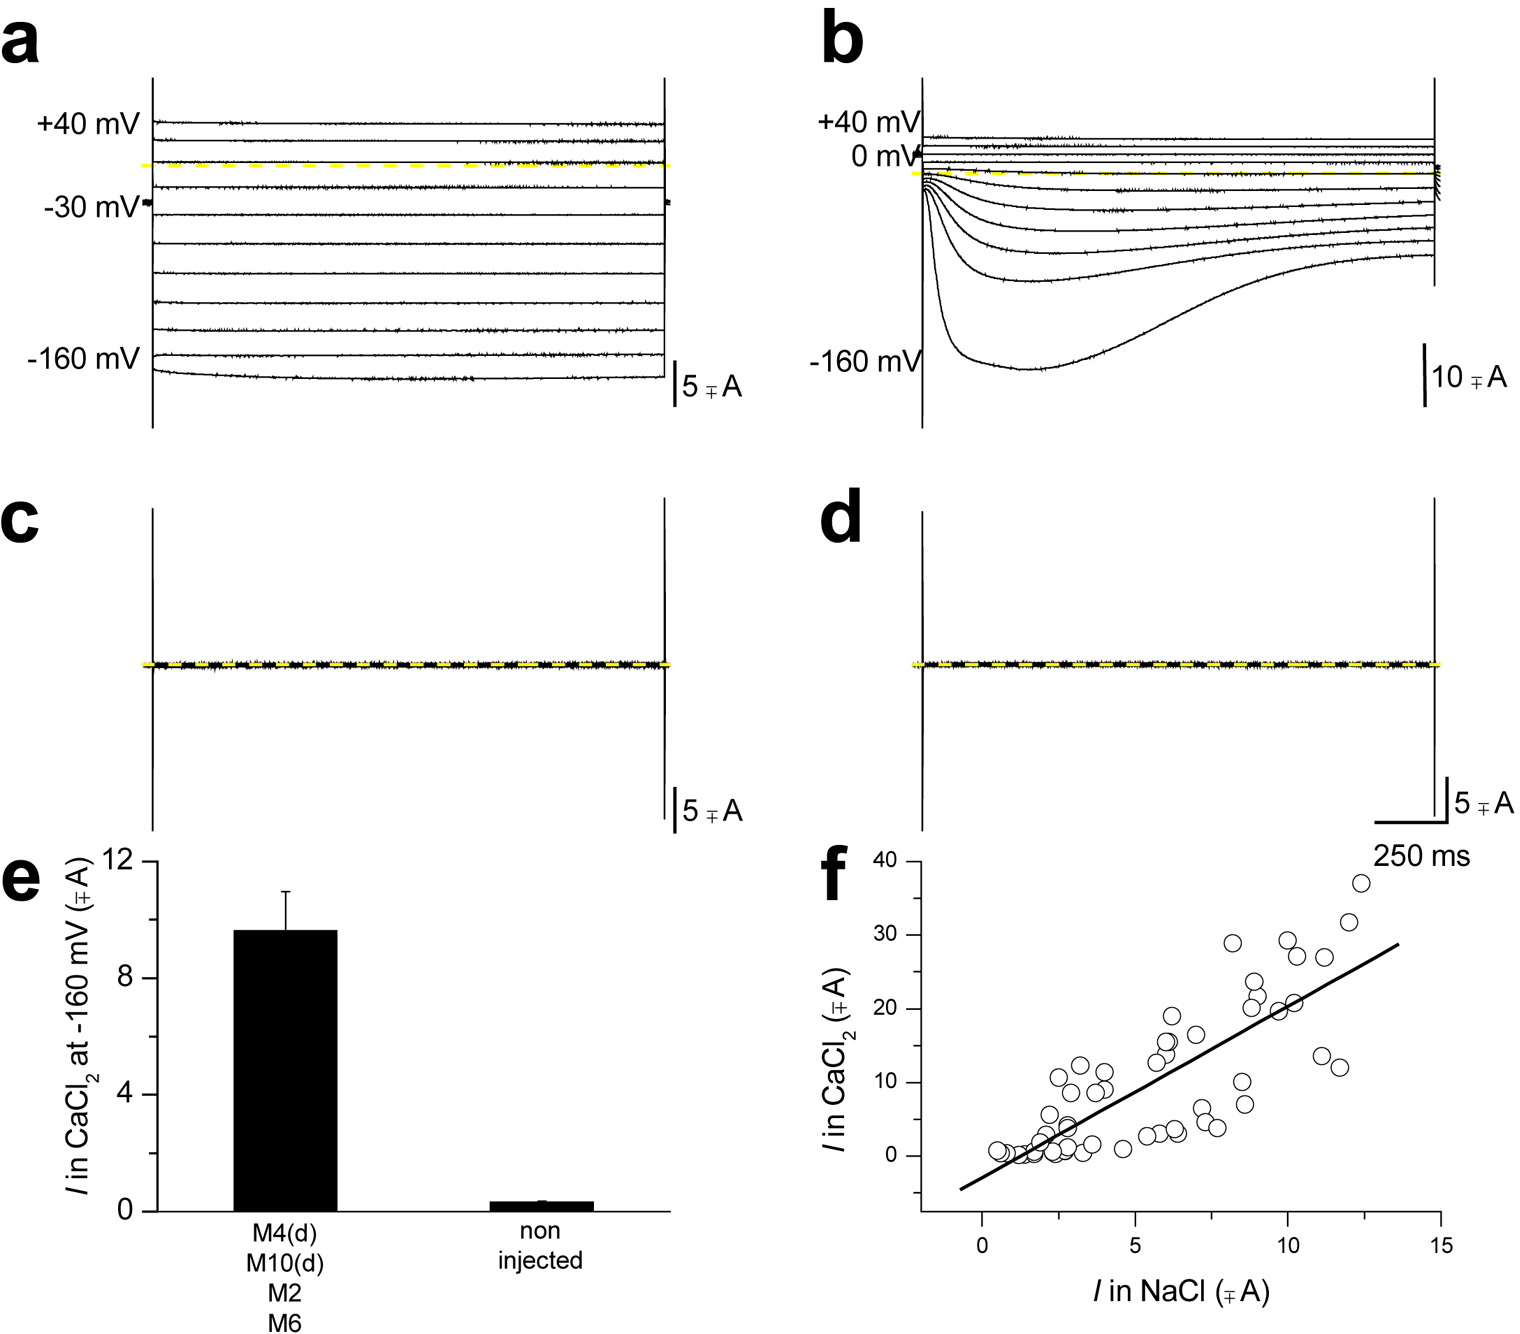 a
+40 mV
-30 mV
-160 mV
5 ∓A
b
+40 mV
0 mV
-160 mV
10 ∓A
c
5 ∓A
d
5 ∓A
250 ms
e
I in CaCl2 at -160 mV (∓A)
12
8
4
0
M4(d)
M10(d)
M2
M6
non
injected
f
I in CaCl2 (∓A)
40
30
20
10
0
0 5 10 15
I in NaCl (∓A)